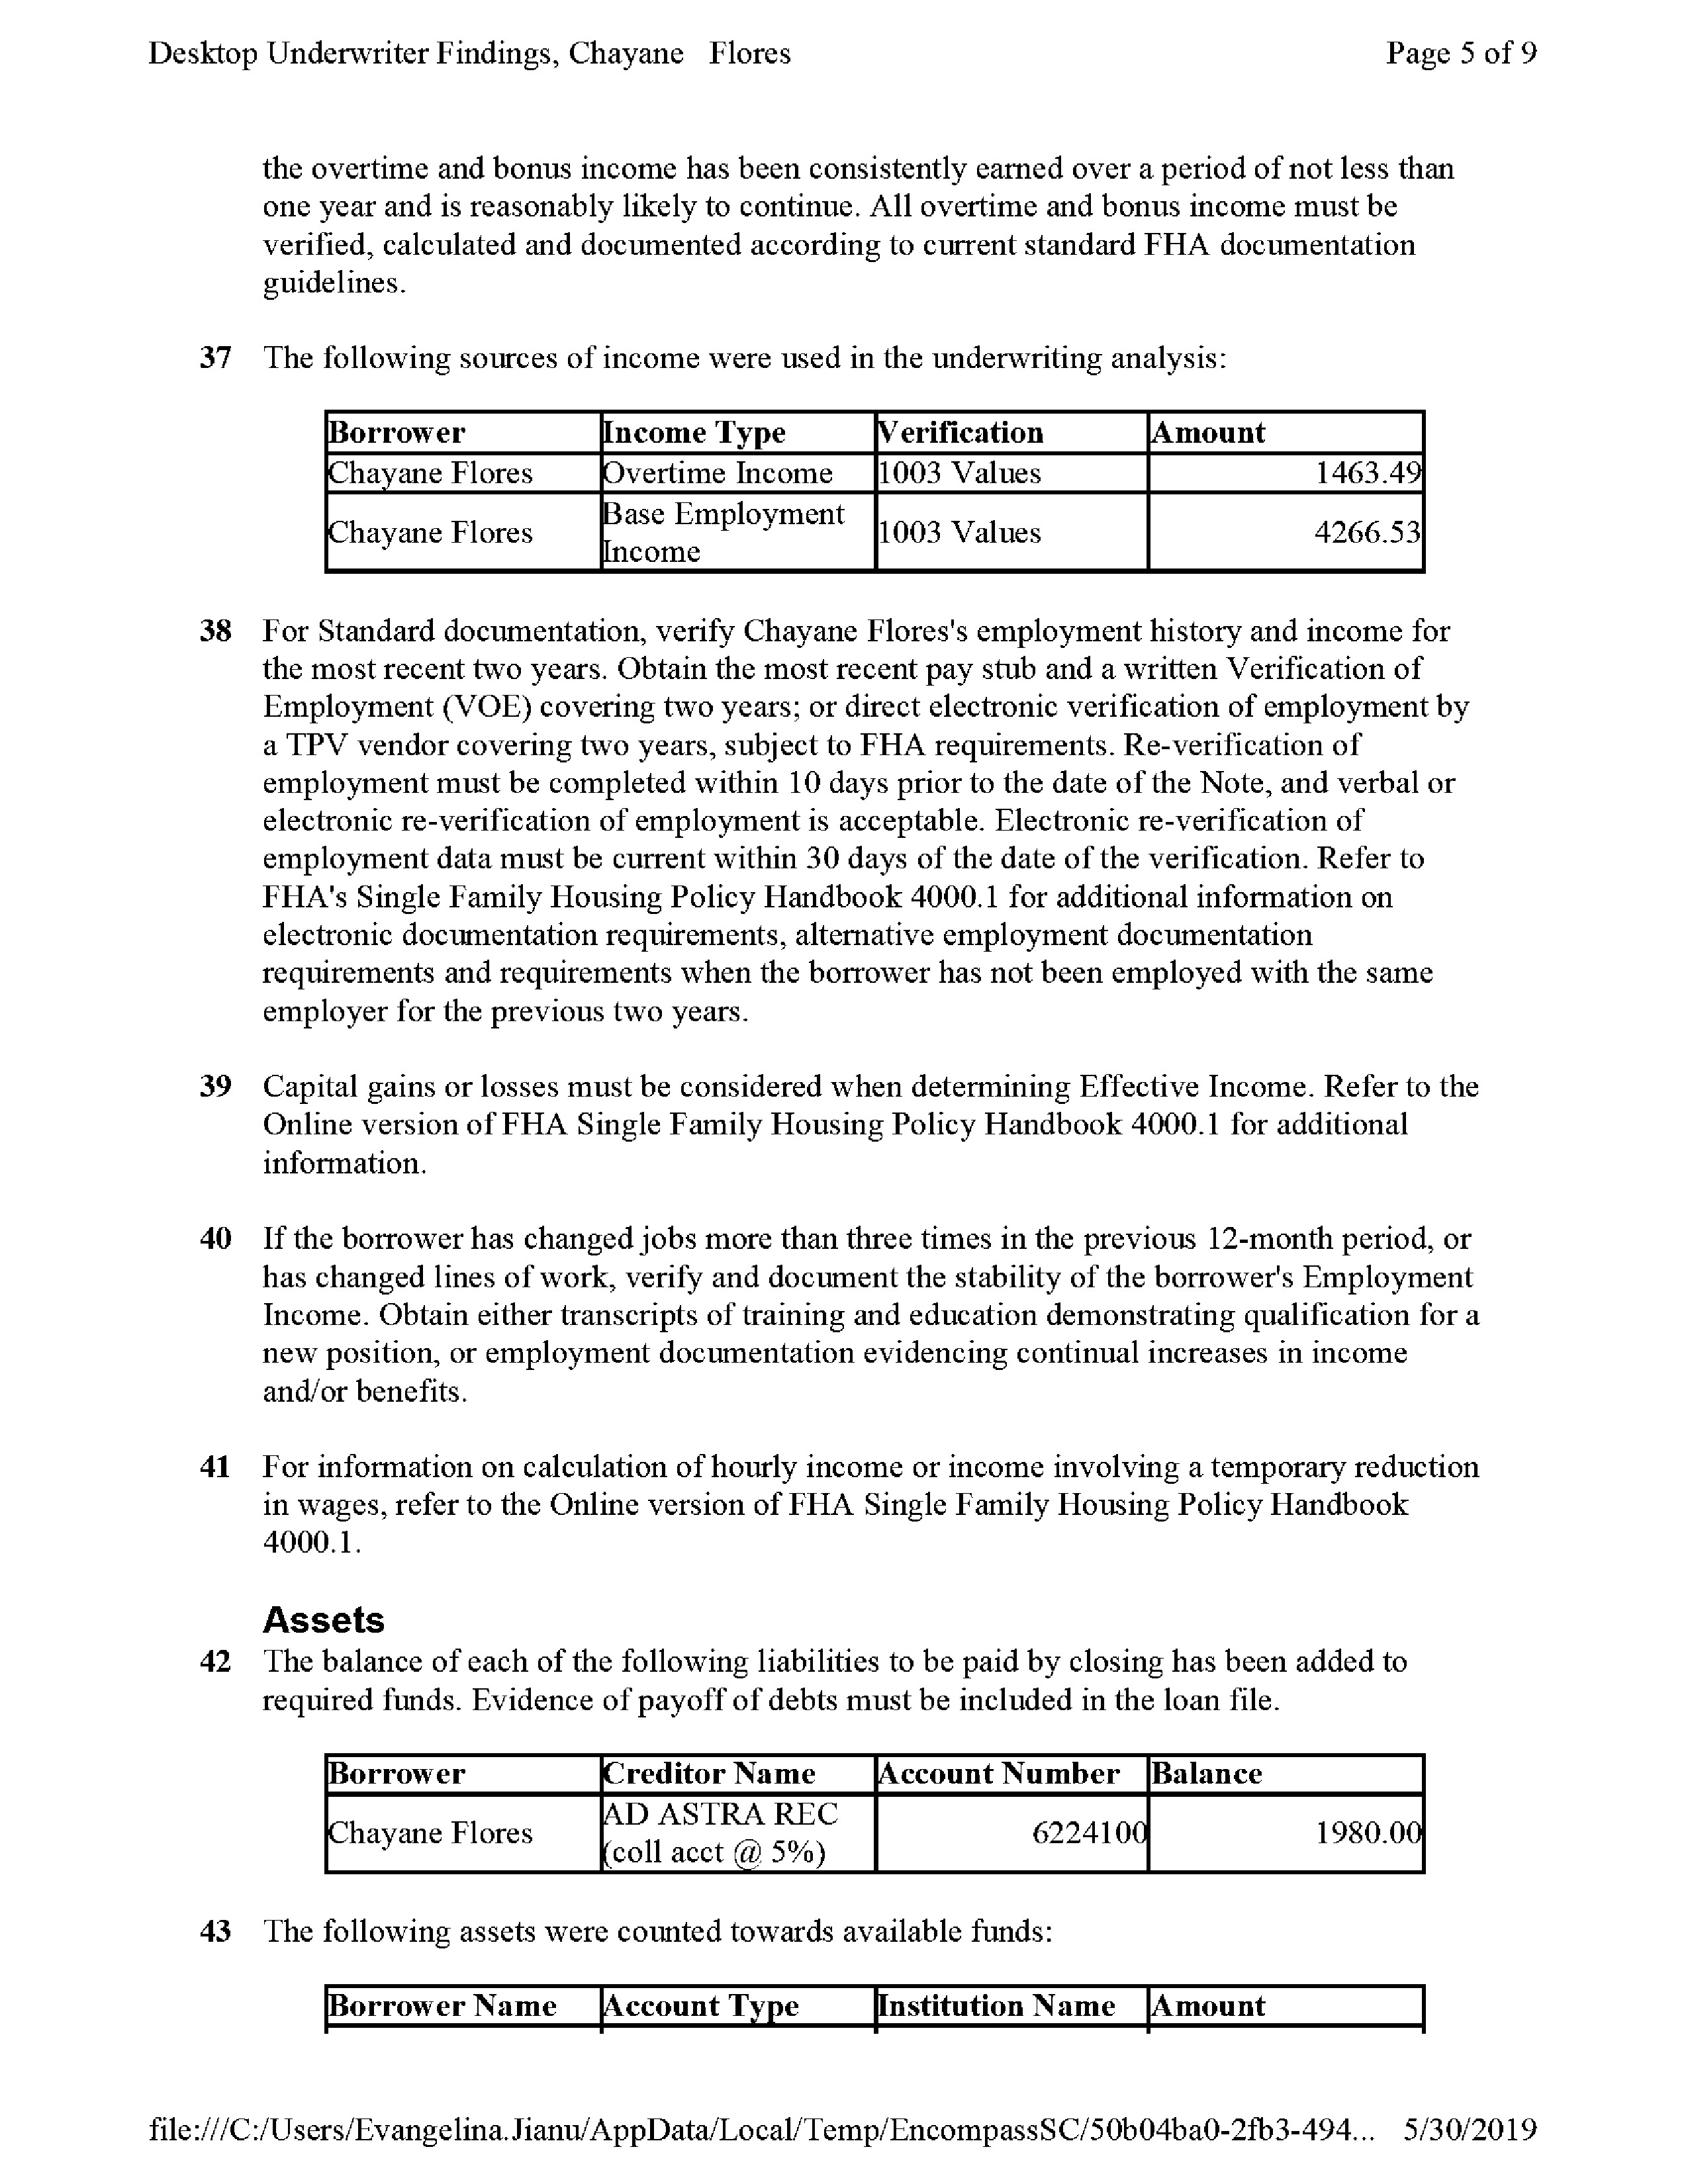 Desktop Underwriter Findings, Chayane Flores Page 5 of 9
the overtime and bonus income has been consistently earned over a period of not less than
one year and is reasonably likely to continue. All overtime and bonus income must be
verified, calculated and documented according to current standard FHA documentation
guidelines.
37 The following sources of income were used in the underwriting analysis:
Borrower Income Type Verification Amount
Chayane Flores Overtime Income 1003 Values 1463.49
Chayane Flores Base Employment Income 1003 Values 4266.53
38 For Standard documentation, verify Chayane Flores's employment history and income for
the most recent two years. Obtain the most recent pay stub and a written Verification of
Employment (VOE) covering two years; or direct electronic verification of employment by
a TPV vendor covering two years, subject to FHA requirements. Re-verification of
employment must be completed within 10 days prior to the date of the Note, and verbal or
electronic re-verification of employment is acceptable. Electronic re-verification of
employment data must be current within 30 days of the date of the verification. Refer to
FHA's Single Family Housing Policy Handbook 4000.1 for additional information on
electronic documentation requirements, alternative employment documentation
requirements and requirements when the borrower has not been employed with the same
employer for the previous two years.
39 Capital gains or losses must be considered when determining Effective Income. Refer to the
Online version of FHA Single Family Housing Policy Handbook 4000.1 for additional
information.
40 If the borrower has changed jobs more than three times in the previous 12-month period, or
has changed lines of work, verify and document the stability of the borrower's Employment
Income. Obtain either transcripts of training and education demonstrating qualification for a
new position, or employment documentation evidencing continual increases in income
and/or benefits.
41 For information on calculation of hourly income or income involving a temporary reduction
in wages, refer to the Online version of FHA Single Family Housing Policy Handbook
4000.1.
Assets
42 The balance of each of the following liabilities to be paid by closing has been added to
required funds. Evidence of payoff of debts must be included in the loan file.
Borrower Creditor Name Account Number Balance
Chayane Flores AD ASTRA REC (coll acct @ 5%) 6224100 1980.00
43 The following assets were counted towards available funds:
Borrower Name Account Type Institution Name Amount
file:///C:/Users/Evangelina.Jianu/AppData/Local/Temp/EncompassSC/50b04ba0-2fb3-494... 5/30/2019